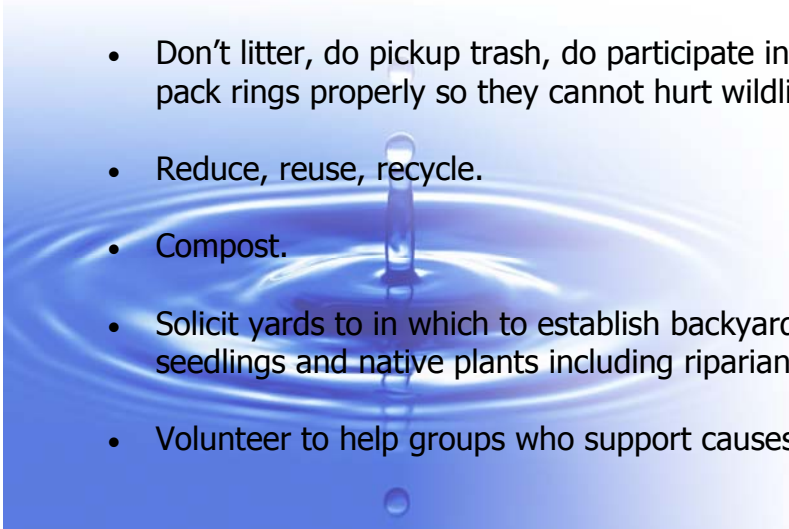 • Don’t litter, do pickup trash, do participate in
pack rings properly so they cannot hurt wildli
• Reduce, reuse, recycle.
• Compost.
• Solicit yards to in which to establish backyard
seedlings and native plants including riparian
• Volunteer to help groups who support causes